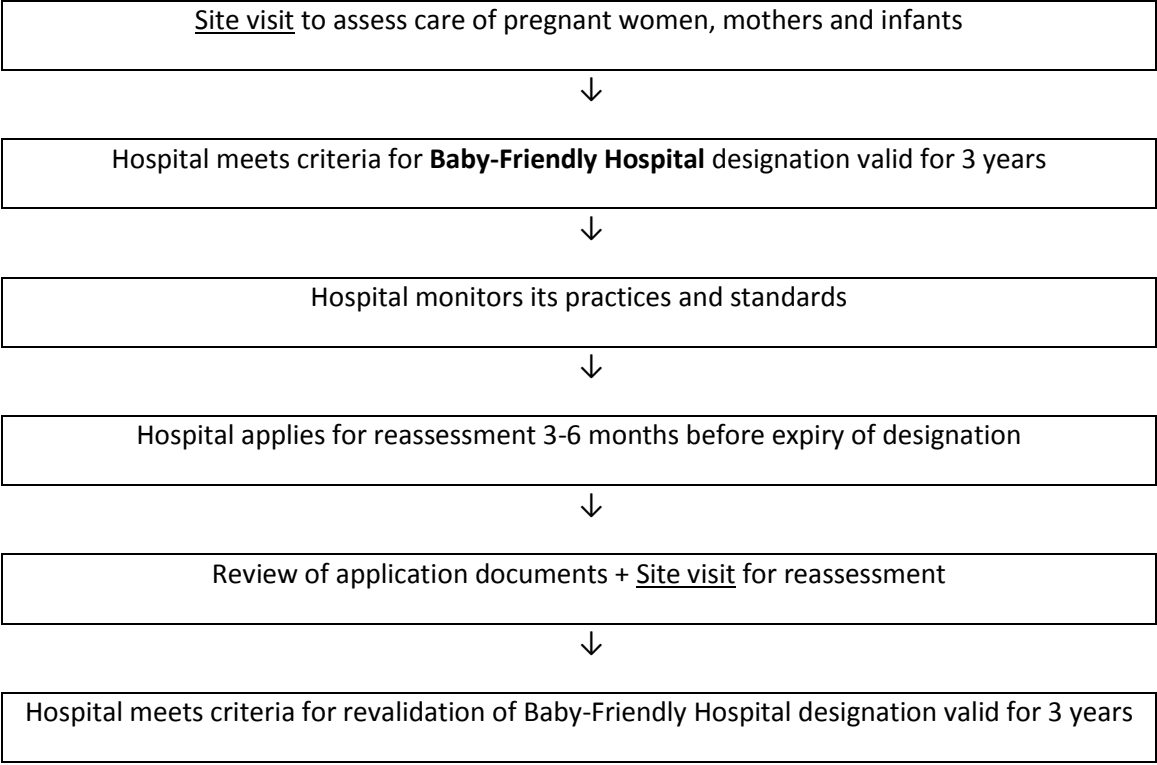 Site visit to assess care of pregnant women, mothers and infants
↓
Hospital meets criteria for Baby-Friendly Hospital designation valid for 3 years
↓
Hospital monitors its practices and standards
↓
Hospital applies for reassessment 3-6 months before expiry of designation
↓
Review of application documents + Site visit for reassessment
↓
Hospital meets criteria for revalidation of Baby-Friendly Hospital designation valid for 3 years